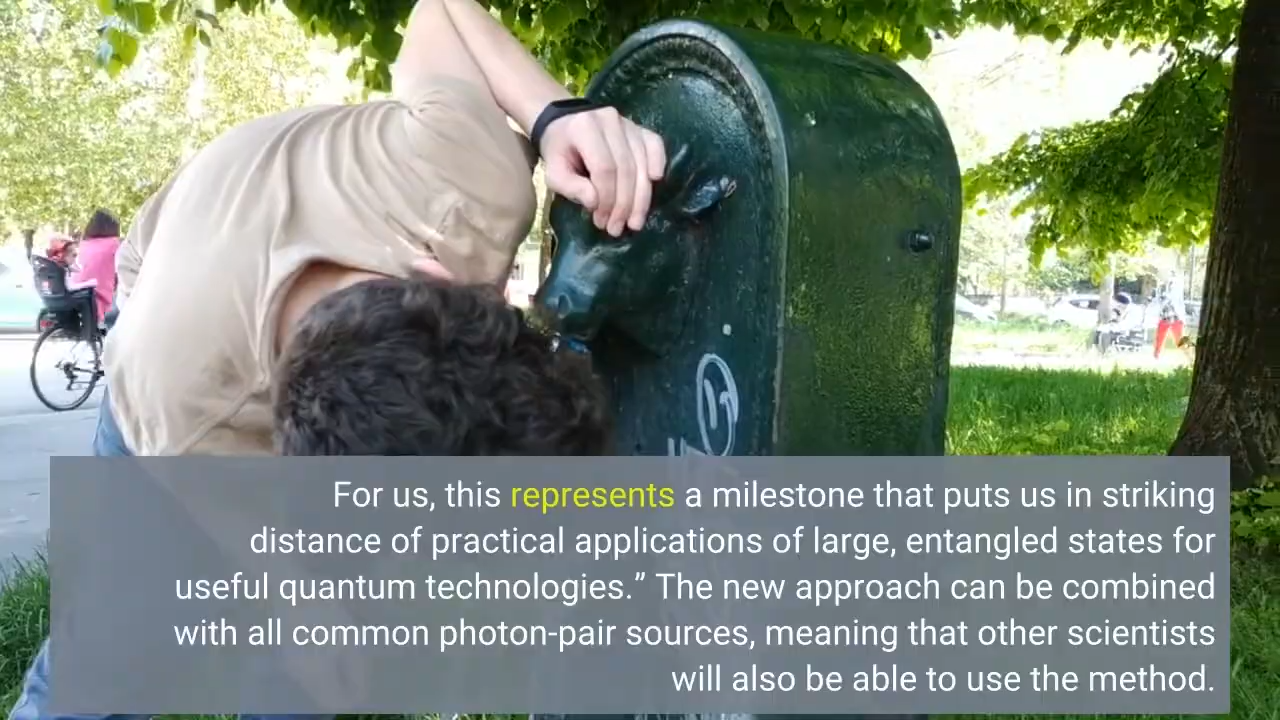 For us, this represents a milestone that puts us in striking
distance of practical applications of large, entangled states for
useful quantum technologies.” The new approach can be combined
with all common photon-pair sources, meaning that other scientists
will also be able to use the method.